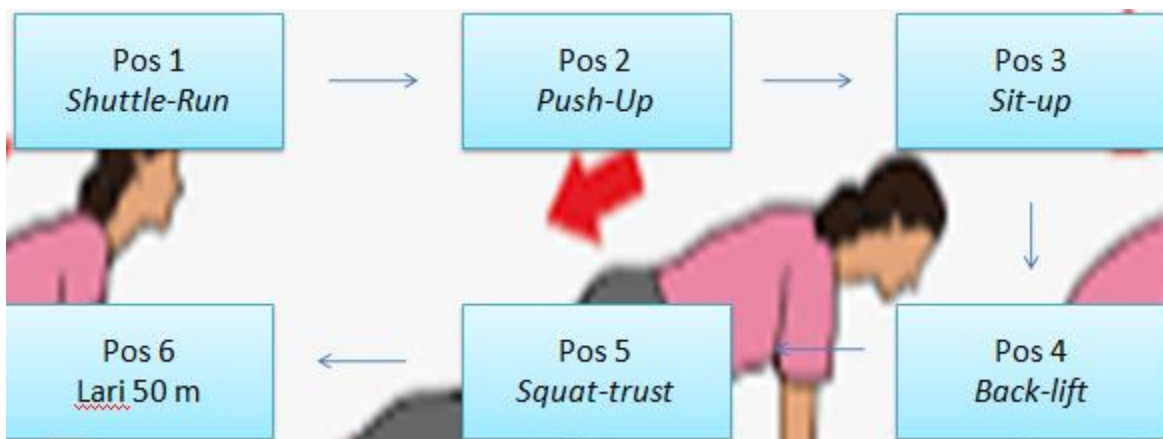 Pos 1
Shuttle-Run
Pos 2
Push-Up
Pos 3
Sit-up
Pos 4
Back-lift
Pos 5
Squat-trust
Pos 6
Lari 50 m